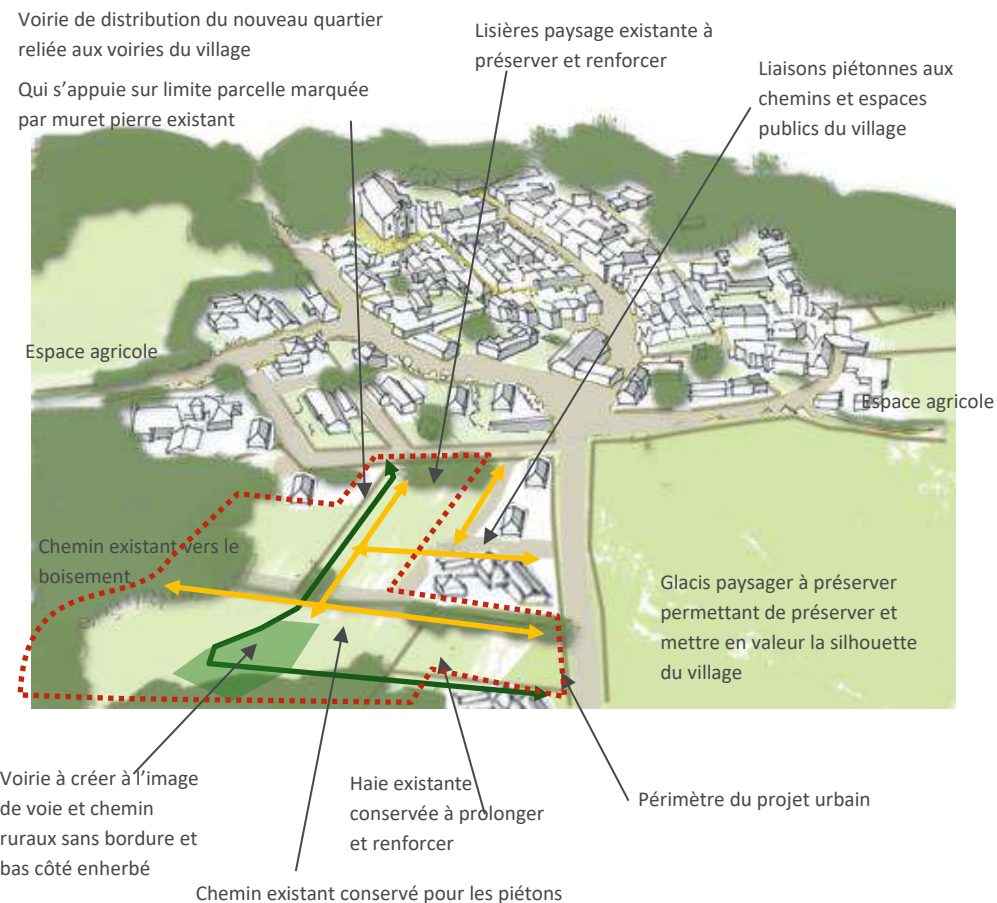 Voirie de distribution du nouveau quartier
reliée aux voiries du village
Qui s’appuie sur limite parcelle marquée
par muret pierre existant
Lisières paysage existante à
préserver et renforcer
Liaisons piétonnes aux
chemins et espaces
publics du village
Espace agricole
Espace agricole
Chemin existant vers le
boisement
Glacis paysager à préserver
permettant de préserver et
mettre en valeur la silhouette
du village
Voirie à créer à l’image
de voie et chemin
ruraux sans bordure et
bas côté enherbé
Haie existante
conservée à prolonger
et renforcer
Périmètre du projet urbain
Chemin existant conservé pour les piétons